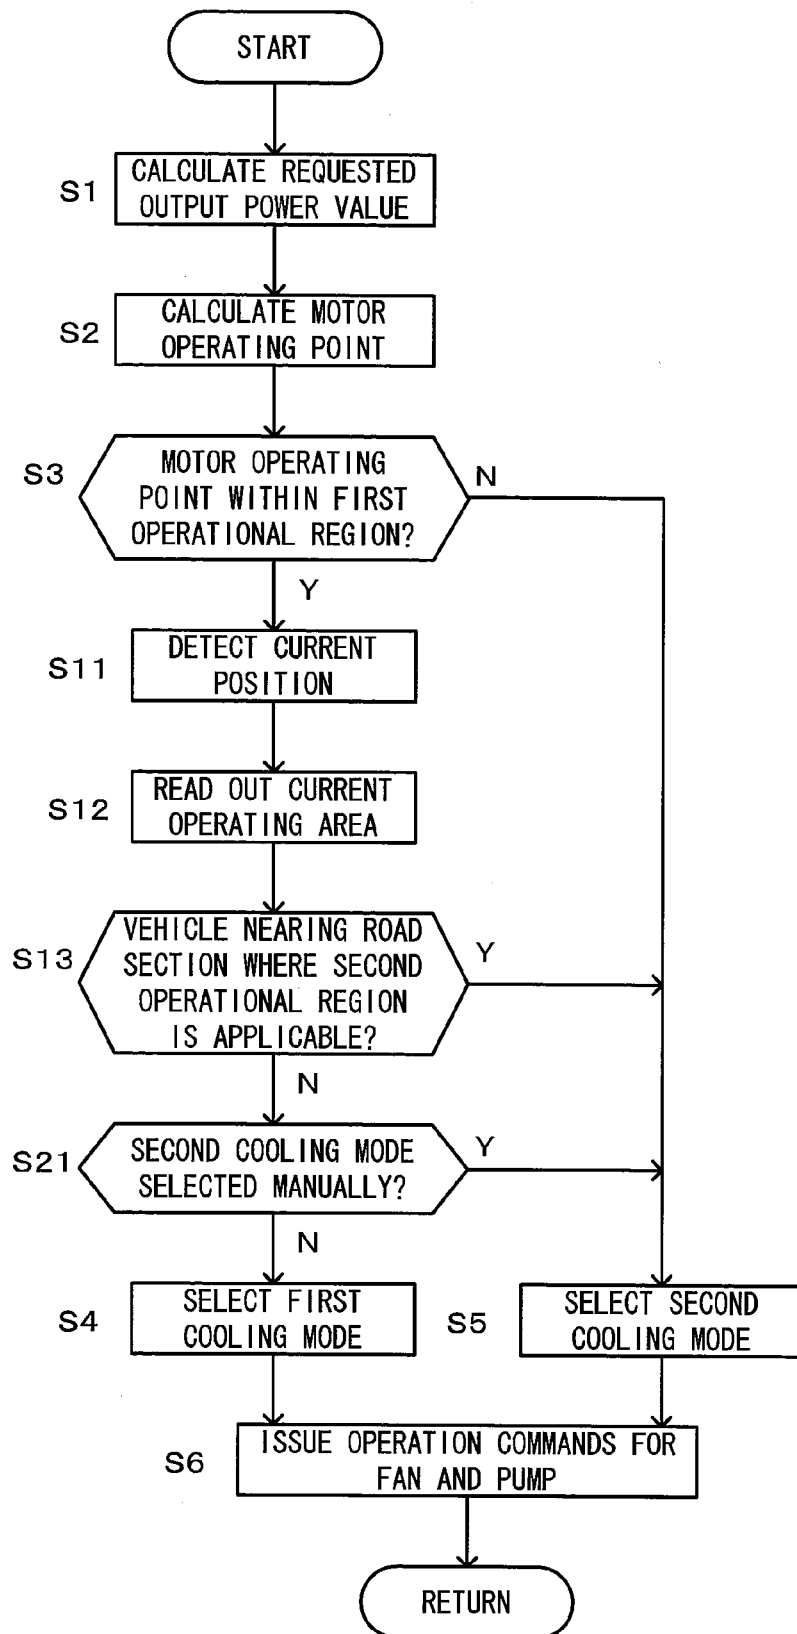 START
S1
CALCULATE REQUESTED
OUTPUT POWER VALUE
S2
CALCULATE MOTOR
OPERATING POINT
S3
MOTOR OPERATING
POINT WITHIN FIRST
OPERATIONAL REGION?
N
Y
S11
DETECT CURRENT
POSITION
S12
READ OUT CURRENT
OPERATING AREA
S13
VEHICLE NEARING ROAD
SECTION WHERE SECOND
OPERATIONAL REGION
IS APPLICABLE?
Y
N
S21
SECOND COOLING MODE
SELECTED MANUALLY?
Y
N
S4
SELECT FIRST
COOLING MODE
S5
SELECT SECOND
COOLING MODE
S6
ISSUE OPERATION COMMANDS FOR
FAN AND PUMP
RETURN